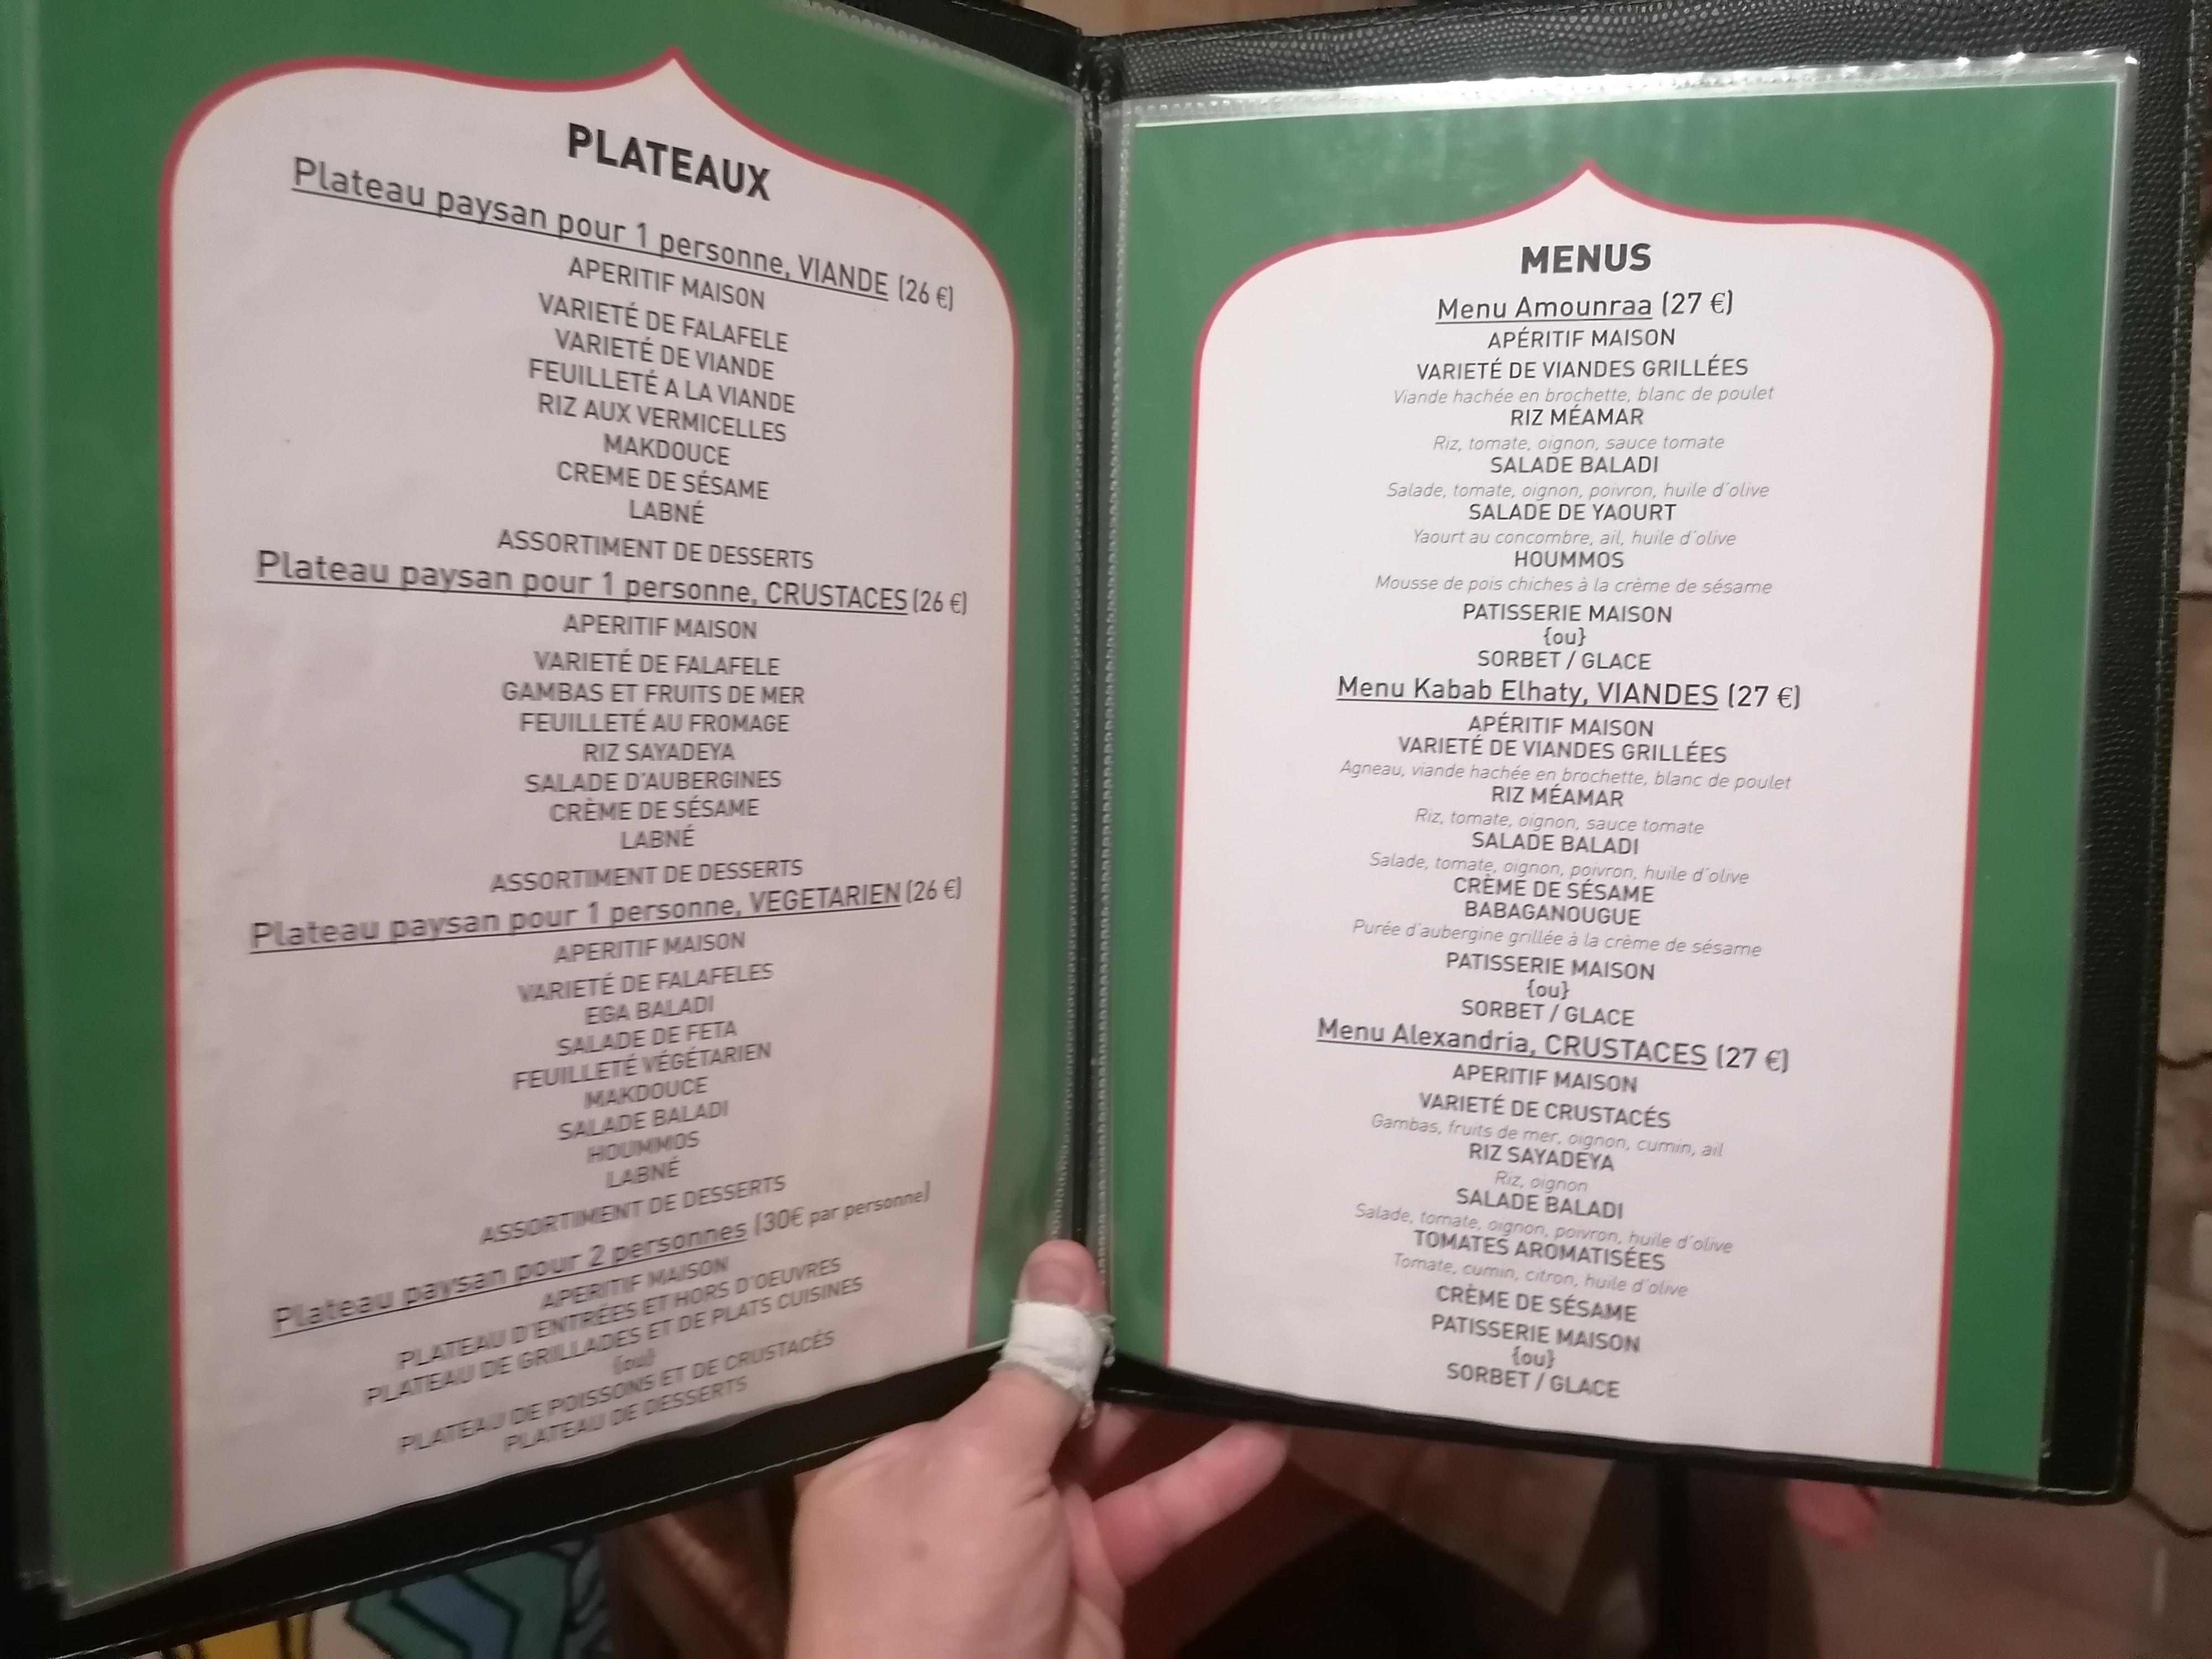 PLATEAUX
Plateau paysan pour 1 personne, VIANDE (26 €)
APERITIF MAISON
VARIETÉ DE FALAFELE
VARIETÉ DE VIANDE
FEUILLETÉ A LA VIANDE
RIZ AUX VERMICELLES
MAKDOUCE
CREME DE SÉSAME
LABNÉ
ASSORTIMENT DE DESSERTS
Plateau paysan pour 1 personne, CRUSTACES (26 €)
APERITIF MAISON
VARIETÉ DE FALAFELE
GAMBAS ET FRUITS DE MER
FEUILLETÉ AU FROMAGE
RIZ SAYADEYA
SALADE D'AUBERGINES
CRÈME DE SÉSAME
LABNÉ
ASSORTIMENT DE DESSERTS
Plateau paysan pour 1 personne, VEGETARIEN (26 €)
APERITIF MAISON
VARIETÉ DE FALAFELES
EGA BALADI
SALADE DE FETA
FEUILLETÉ VÉGÉTARIEN
MAKDOUCE
SALADE BALADI
HOUMMOS
LABNÉ
ASSORTIMENT DE DESSERTS
Plateau paysan pour 2 personnes (30€ par personne)
APERITIF MAISON
PLATEAU D'ENTRÉES ET HORS D'OEUVRES
PLATEAU DE GRILLADES ET DE PLATS CUISINES
{ou}
PLATEAU DE POISSONS ET DE CRUSTACÉS
PLATEAU DE DESSERTS
MENUS
Menu Amounraa (27 €)
APÉRITIF MAISON
VARIETÉ DE VIANDES GRILLÉES
Viande hachée en brochette, blanc de poulet
RIZ MÉAMAR
Riz, tomate, oignon, sauce tomate
SALADE BALADI
Salade, tomate, oignon, poivron, huile d'olive
SALADE DE YAOURT
Yaourt au concombre, ail, huile d'olive
HOUMMOS
Mousse de pois chiches à la crème de sésame
PATISSERIE MAISON
{ou}
SORBET / GLACE
Menu Kabab Elhaty, VIANDES (27 €)
APÉRITIF MAISON
VARIETÉ DE VIANDES GRILLÉES
Agneau, viande hachée en brochette, blanc de poulet
RIZ MÉAMAR
Riz, tomate, oignon, sauce tomate
SALADE BALADI
Salade, tomate, oignon, poivron, huile d'olive
CRÈME DE SÉSAME
BABAGANOUGUE
Purée d'aubergine grillée à la crème de sésame
PATISSERIE MAISON
{ou}
SORBET / GLACE
Menu Alexandria, CRUSTACES (27 €)
APERITIF MAISON
VARIETÉ DE CRUSTACÉS
Gambas, fruits de mer, oignon, cumin, ail
RIZ SAYADEYA
Riz, oignon
SALADE BALADI
Salade, tomate, oignon, poivron, huile d'olive
TOMATES AROMATISÉES
Tomate, cumin, citron, huile d'olive
CRÈME DE SÉSAME
PATISSERIE MAISON
{ou}
SORBET / GLACE